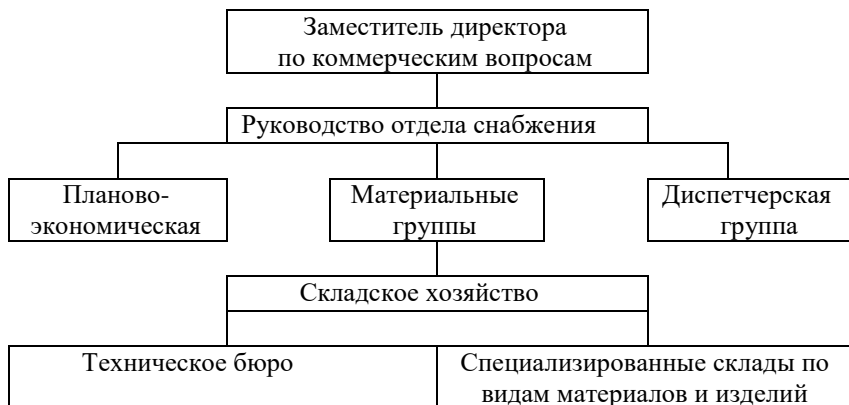 Заместитель директора
по коммерческим вопросам
Руководство отдела снабжения
Планово-
экономическая
Материальные
группы
Диспетчерская
группа
Складское хозяйство
Техническое бюро
Специализированные склады по
видам материалов и изделий